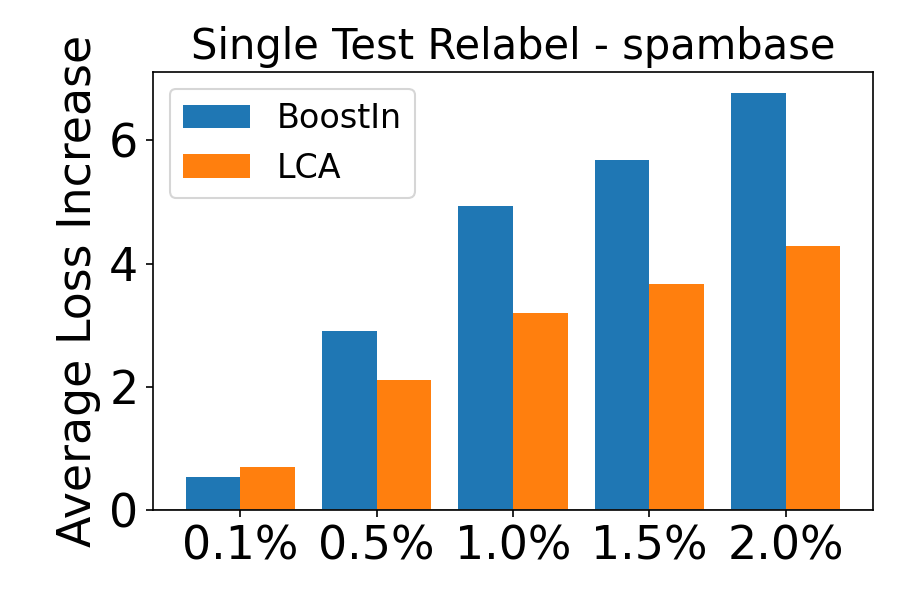 Single Test Relabel - spambase
Average Loss Increase
BoostIn
LCA
6
4
2
0
0.1% 0.5% 1.0% 1.5% 2.0%